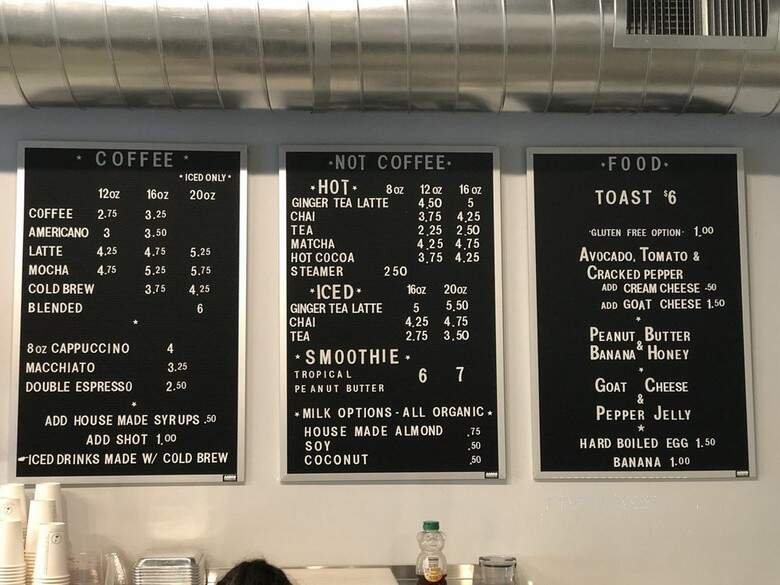 * COFFEE *
* ICED ONLY *
12oz 16oz 20oz
COFFEE 2.75 3.25
AMERICANO 3 3.50
LATTE 4.25 4.75 5.25
MOCHA 4.75 5.25 5.75
COLD BREW 3.75 4.25
BLENDED 6
*
8oz CAPPUCCINO 4
MACCHIATO 3.25
DOUBLE ESPRESSO 2.50
*
ADD HOUSE MADE SYRUPS .50
ADD SHOT 1.00
☛ICED DRINKS MADE W/ COLD BREW
*NOT COFFEE*
*HOT* 8oz 12oz 16oz
GINGER TEA LATTE 4.50 5
CHAI 3.75 4.25
TEA 2.25 2.50
MATCHA 4.25 4.75
HOT COCOA 3.75 4.25
STEAMER 2 50
*ICED* 16oz 20oz
GINGER TEA LATTE 5 5.50
CHAI 4.25 4.75
TEA 2.75 3.50
*SMOOTHIE*
TROPICAL 6 7
PEANUT BUTTER
*MILK OPTIONS - ALL ORGANIC*
HOUSE MADE ALMOND .75
SOY .50
COCONUT .50
*FOOD*
TOAST $6
*GLUTEN FREE OPTION* 1.00
AVOCADO, TOMATO &
CRACKED PEPPER
ADD CREAM CHEESE .50
ADD GOAT CHEESE 1.50
*
PEANUT BUTTER
&
BANANA HONEY
*
GOAT CHEESE
&
PEPPER JELLY
*
HARD BOILED EGG 1.50
BANANA 1.00